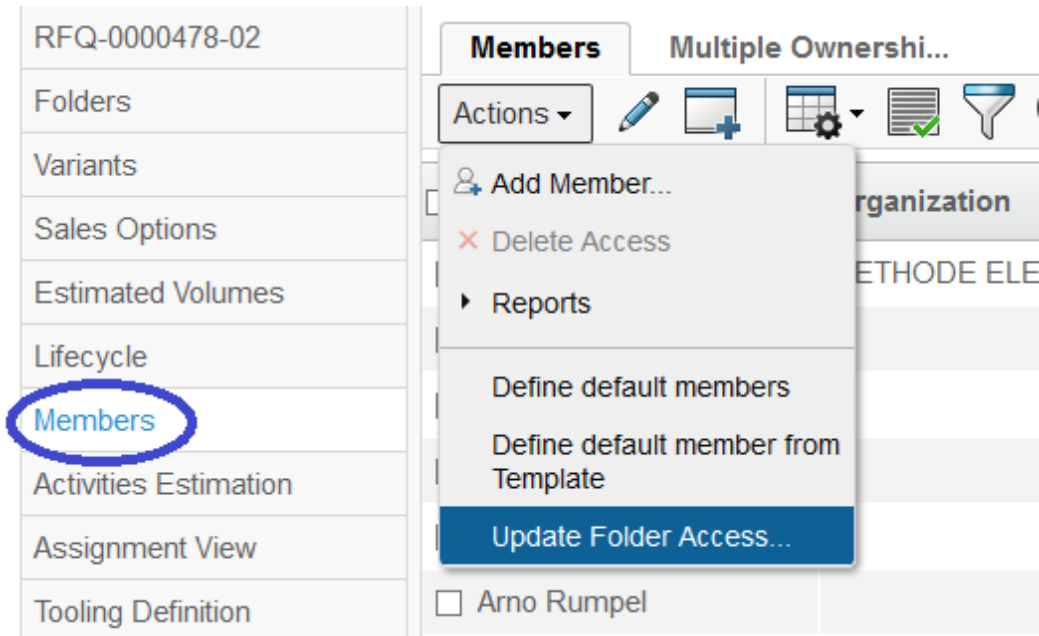 RFQ-0000478-02
Folders
Variants
Sales Options
Estimated Volumes
Lifecycle
Members
Activities Estimation
Assignment View
Tooling Definition
Members
Multiple Ownershi...
Actions
Add Member...
Delete Access
Reports
Define default members
Define default member from
Template
Update Folder Access...
rganization
ETHODE ELE
Arno Rumpel